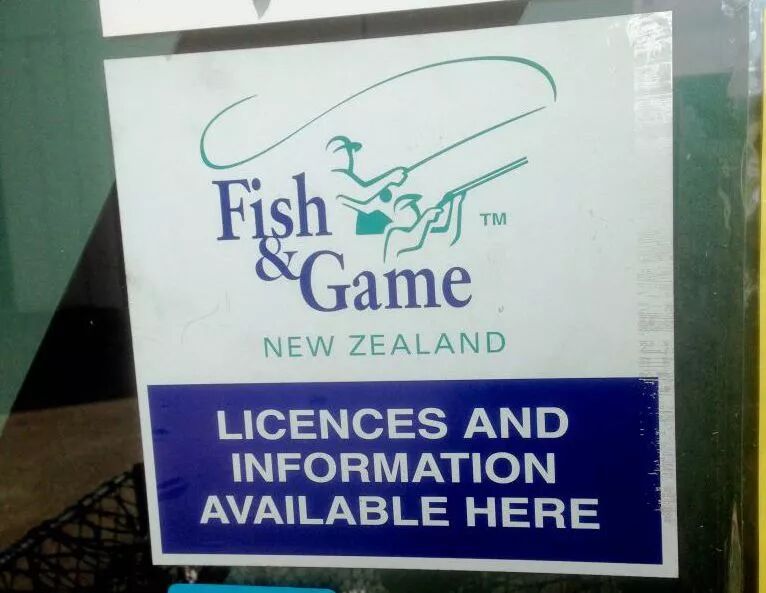 Fish
& Game
TM
NEW ZEALAND
LICENCES AND
INFORMATION
AVAILABLE HERE